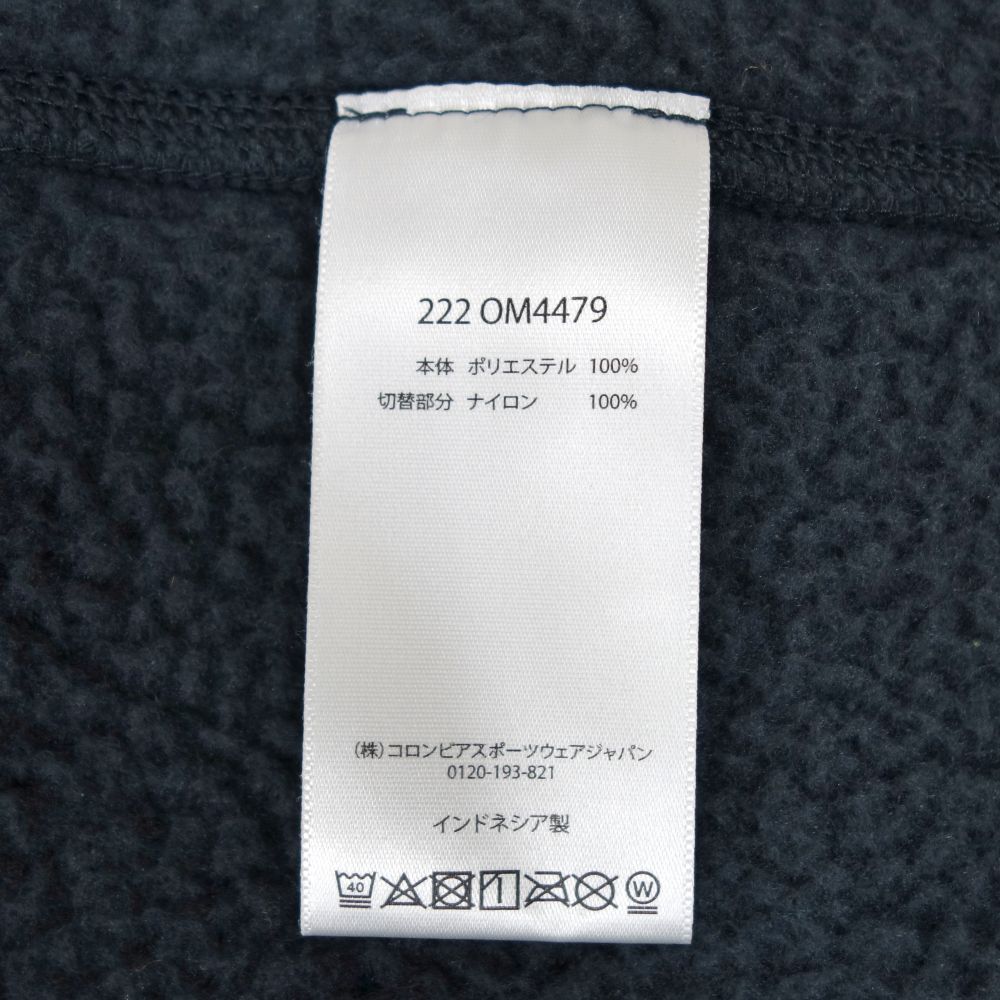 222 OM4479
本体 ポリエステル 100%
切替部分 ナイロン 100%
(株)コロンビアスポーツウェアジャパン
0120-193-821
インドネシア製
40 W